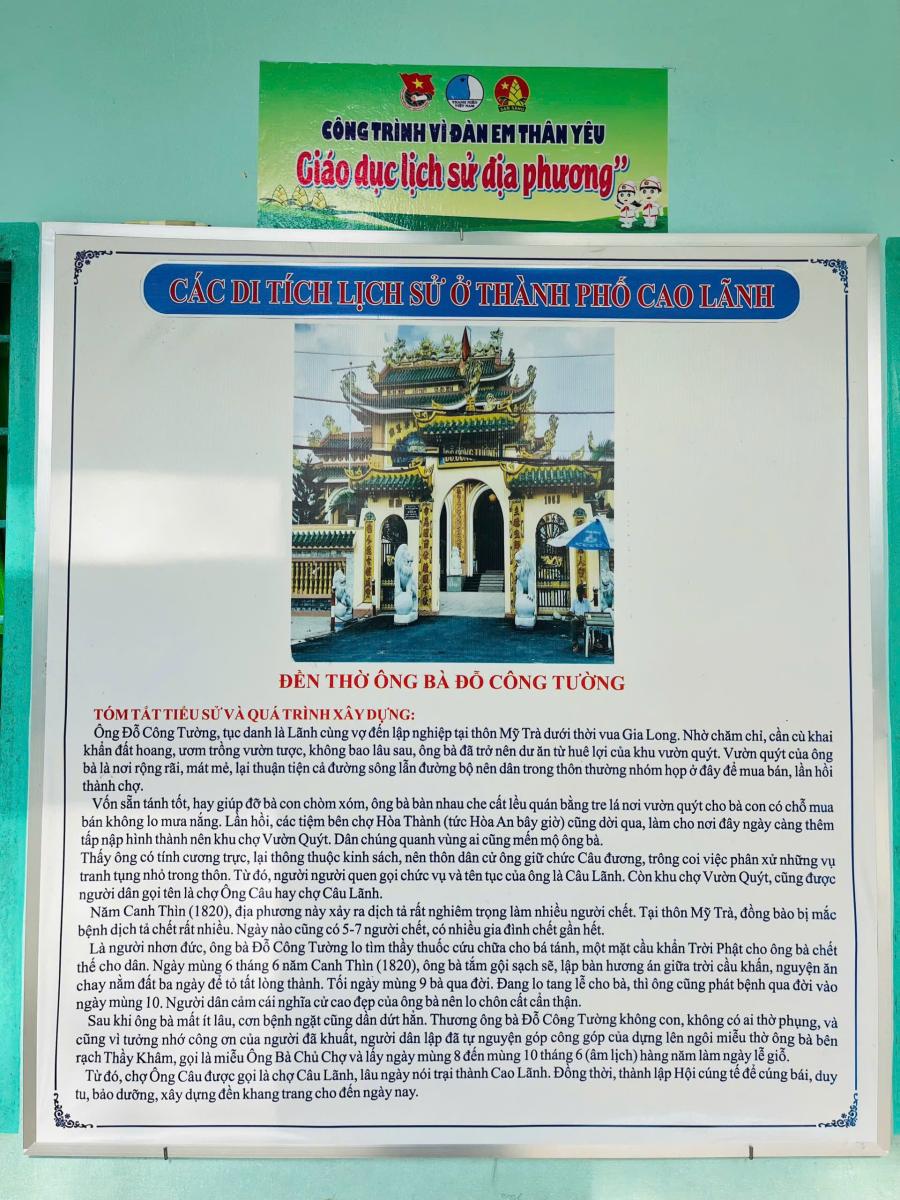 THANH NIÊN
VIỆT NAM
SẴN SÀNG
CÔNG TRÌNH VÌ ĐÀN EM THÂN YÊU
Giáo dục lịch sử địa phương”
CÁC DI TÍCH LỊCH SỬ Ở THÀNH PHỐ CAO LÃNH
ĐỖ CÔNG TƯỜNG
ĐỀN THỜ ÔNG BÀ ĐỖ CÔNG TƯỜNG
TÓM TẮT TIỂU SỬ VÀ QUÁ TRÌNH XÂY DỰNG:
Ông Đỗ Công Tường, tục danh là Lãnh cùng vợ đến lập nghiệp tại thôn Mỹ Trà dưới thời vua Gia Long. Nhờ chăm chỉ, cần cù khai
khẩn đất hoang, ươm trồng vườn tược, không bao lâu sau, ông bà đã trở nên dư ăn từ huê lợi của khu vườn quýt. Vườn quýt của ông
bà là nơi rộng rãi, mát mẻ, lại thuận tiện cả đường sông lẫn đường bộ nên dân trong thôn thường nhóm họp ở đây để mua bán, lần hồi
thành chợ.
Vốn sẵn tánh tốt, hay giúp đỡ bà con chòm xóm, ông bà bàn nhau che cất lều quán bằng tre lá nơi vườn quýt cho bà con có chỗ mua
bán không lo mưa nắng. Lần hồi, các tiệm bên chợ Hòa Thành (tức Hòa An bây giờ) cũng dời qua, làm cho nơi đây ngày càng thêm
tấp nập hình thành nên khu chợ Vườn Quýt. Dân chúng quanh vùng ai cũng mến mộ ông bà.
Thấy ông có tính cương trực, lại thông thuộc kinh sách, nên thôn dân cử ông giữ chức Câu đương, trông coi việc phân xử những vụ
tranh tụng nhỏ trong thôn. Từ đó, người người quen gọi chức vụ và tên tục của ông là Câu Lãnh. Còn khu chợ Vườn Quýt, cũng được
người dân gọi tên là chợ Ông Câu hay chợ Câu Lãnh.
Năm Canh Thìn (1820), địa phương này xảy ra dịch tả rất nghiêm trọng làm nhiều người chết. Tại thôn Mỹ Trà, đồng bào bị mắc
bệnh dịch tả chết rất nhiều. Ngày nào cũng có 5-7 người chết, có nhiều gia đình chết gần hết.
Là người nhơn đức, ông bà Đỗ Công Tường lo tìm thầy thuốc cứu chữa cho bá tánh, một mặt cầu khẩn Trời Phật cho ông bà chết
thế cho dân. Ngày mùng 6 tháng 6 năm Canh Thìn (1820), ông bà tắm gội sạch sẽ, lập bàn hương án giữa trời cầu khấn, nguyện ăn
chay nằm đất ba ngày để tỏ tất lòng thành. Tối ngày mùng 9 bà qua đời. Đang lo tang lễ cho bà, thì ông cũng phát bệnh qua đời vào
ngày mùng 10. Người dân cảm cái nghĩa cử cao đẹp của ông bà nên lo chôn cất cẩn thận.
Sau khi ông bà mất ít lâu, cơn bệnh ngặt cũng dần dứt hẳn. Thương ông bà Đỗ Công Tường không con, không có ai thờ phụng, và
cũng vì tưởng nhớ công ơn của người đã khuất, người dân lập đã tự nguyện góp công góp của dựng lên ngôi miễu thờ ông bà bên
rạch Thầy Khâm, gọi là miễu Ông Bà Chủ Chợ và lấy ngày mùng 8 đến mùng 10 tháng 6 (âm lịch) hàng năm làm ngày lễ giỗ.
Từ đó, chợ Ông Câu được gọi là chợ Câu Lãnh, lâu ngày nói trại thành Cao Lãnh. Đồng thời, thành lập Hội cúng tế để cúng bái, duy
tu, bảo dưỡng, xây dựng đền khang trang cho đến ngày nay.